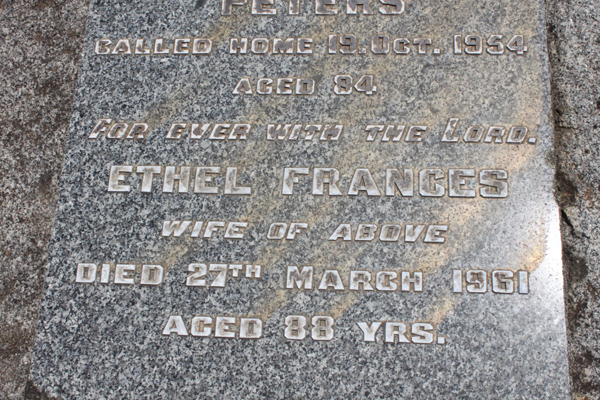 PETERS
CALLED HOME 19. OCT. 1954
AGED 84
FOR EVER WITH THE LORD.
ETHEL FRANCES
WIFE OF ABOVE
DIED 27TH MARCH 1961
AGED 88 YRS.